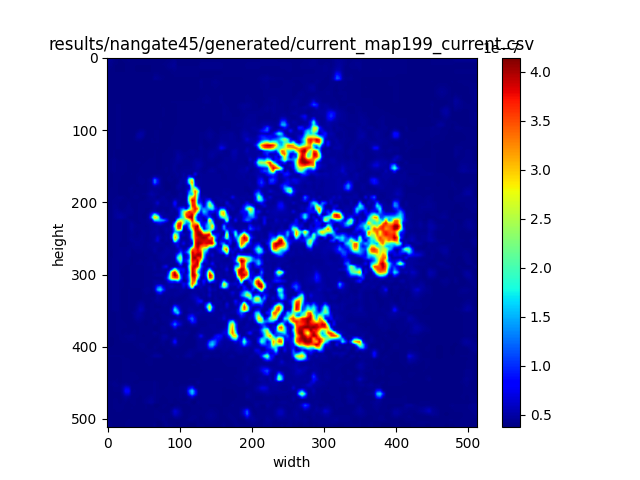 results/nangate45/generated/current_map199_current.csv
1e−7
0
100
200
300
400
500
height
0 100 200 300 400 500
width
4.0
3.5
3.0
2.5
2.0
1.5
1.0
0.5